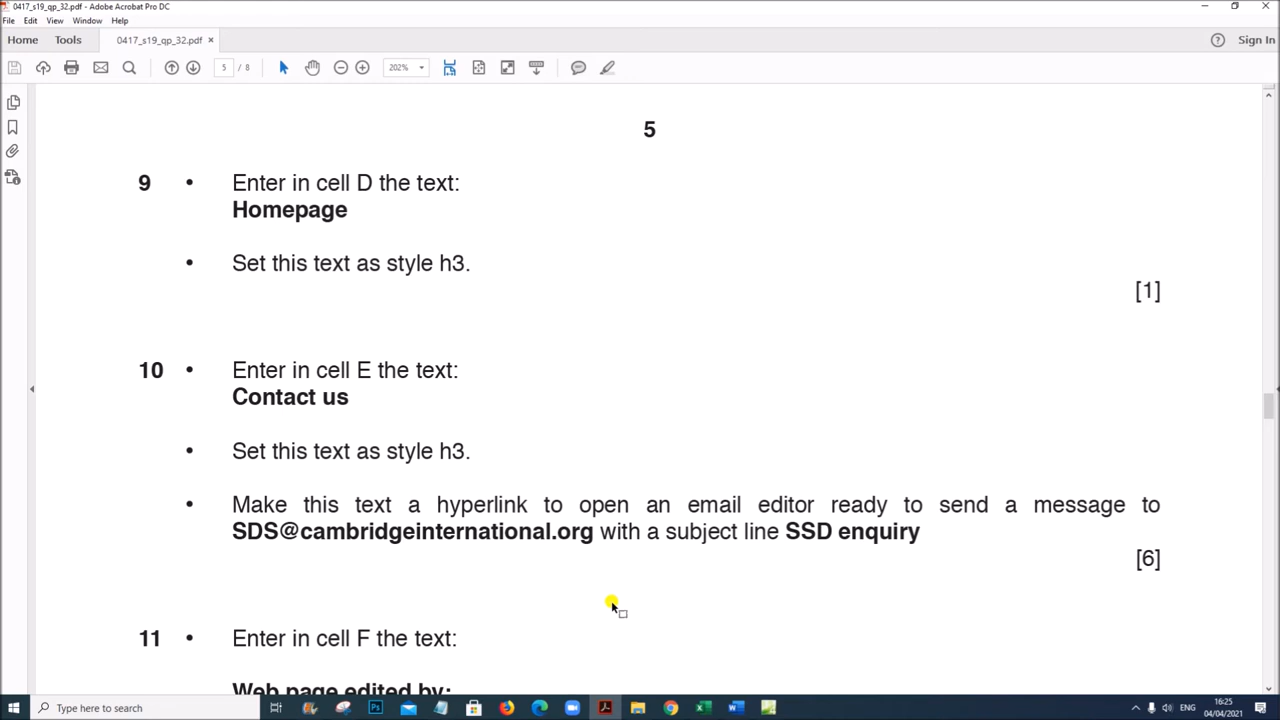 0417_s19_qp_32.pdf - Adobe Acrobat Pro DC
File Edit View Window Help
Home Tools 0417_s19_qp_32.pdf × Sign In
5 / 8 202%
5
9 • Enter in cell D the text:
Homepage
• Set this text as style h3.
[1]
10 • Enter in cell E the text:
Contact us
• Set this text as style h3.
• Make this text a hyperlink to open an email editor ready to send a message to
SDS@cambridgeinternational.org with a subject line SSD enquiry
[6]
11 • Enter in cell F the text:
Web page edited by:
Type here to search
ENG
16:25
04/04/2021